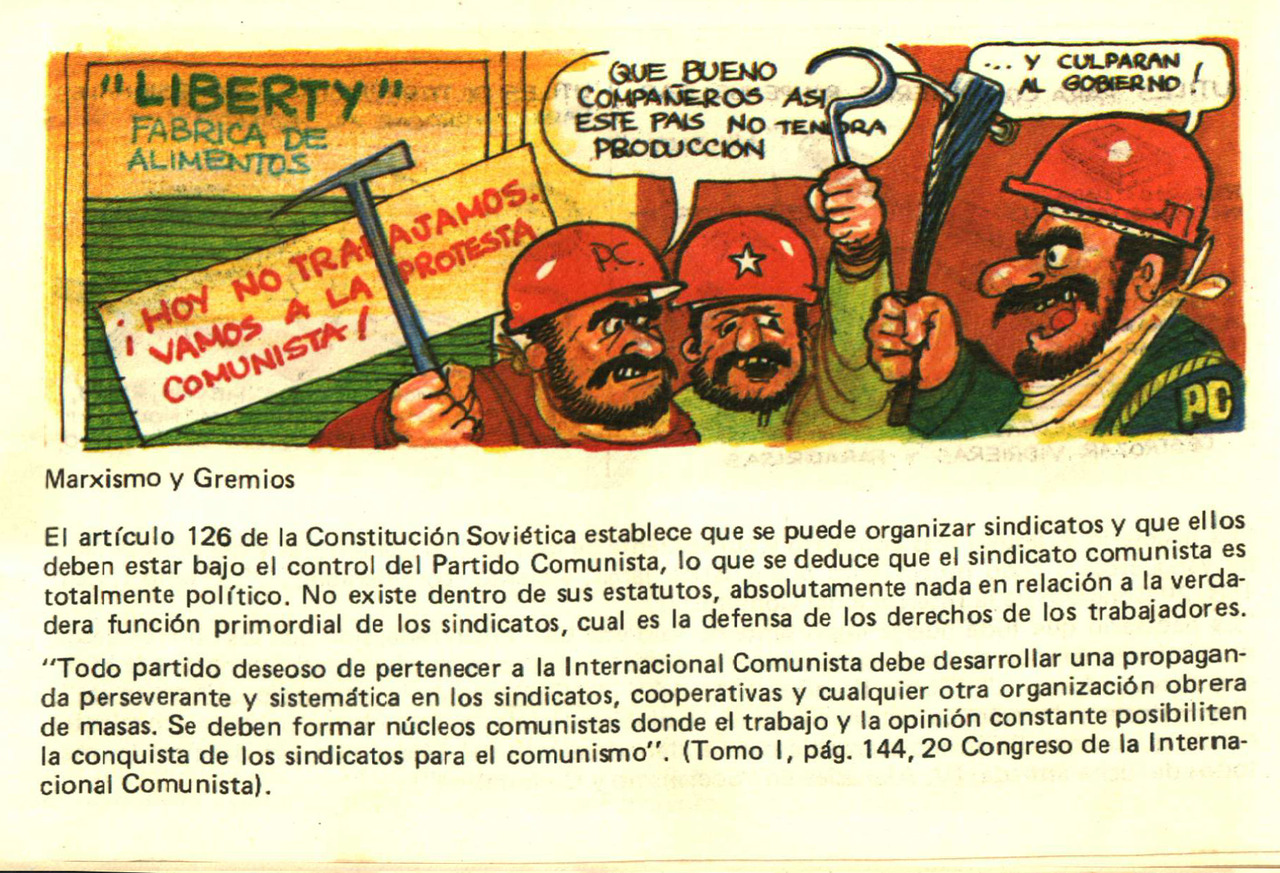 "LIBERTY"
FABRICA DE
ALIMENTOS
¡HOY NO TRABAJAMOS.
VAMOS A LA PROTESTA
COMUNISTA!
QUE BUENO
COMPAÑEROS ASI
ESTE PAIS NO TENDRA
PRODUCCION
... Y CULPARAN
AL GOBIERNO!
P.C.
PC
Marxismo y Gremios
El artículo 126 de la Constitución Soviética establece que se puede organizar sindicatos y que ellos
deben estar bajo el control del Partido Comunista, lo que se deduce que el sindicato comunista es
totalmente político. No existe dentro de sus estatutos, absolutamente nada en relación a la verda-
dera función primordial de los sindicatos, cual es la defensa de los derechos de los trabajadores.
"Todo partido deseoso de pertenecer a la Internacional Comunista debe desarrollar una propagan-
da perseverante y sistemática en los sindicatos, cooperativas y cualquier otra organización obrera
de masas. Se deben formar núcleos comunistas donde el trabajo y la opinión constante posibiliten
la conquista de los sindicatos para el comunismo". (Tomo I, pág. 144, 2º Congreso de la Interna-
cional Comunista).